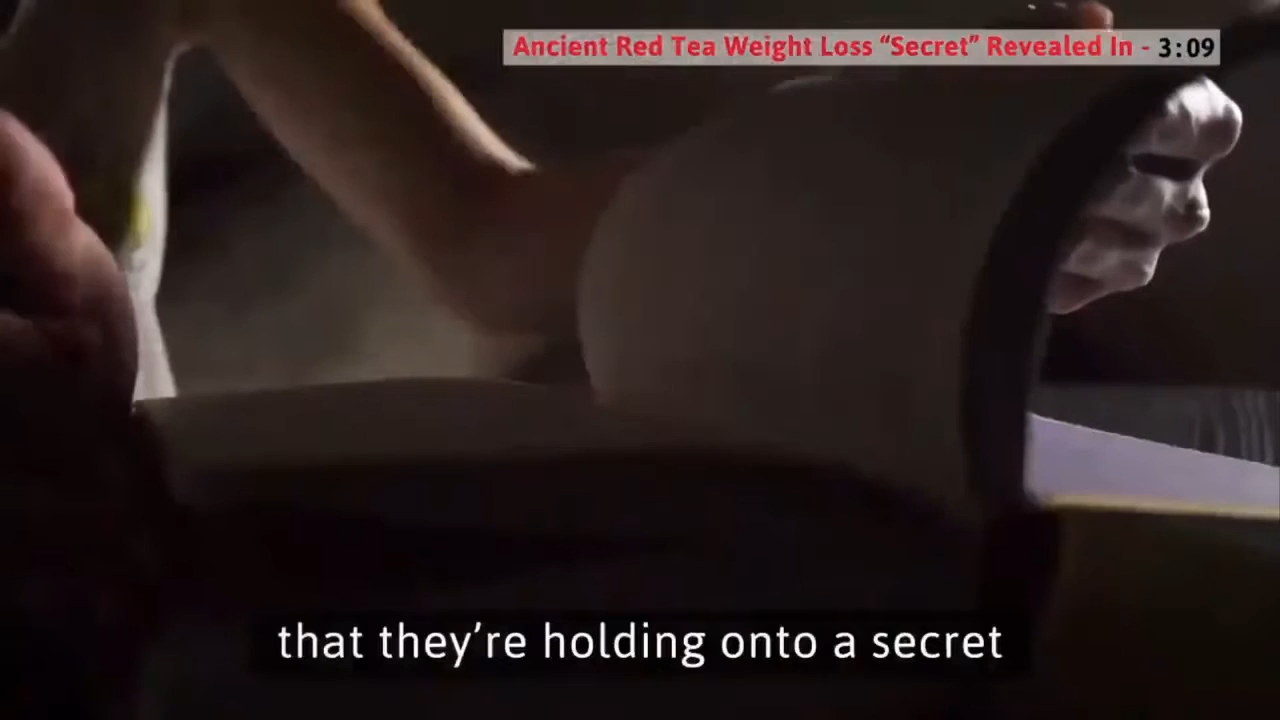 Ancient Red Tea Weight Loss “Secret” Revealed In - 3:09
that they’re holding onto a secret